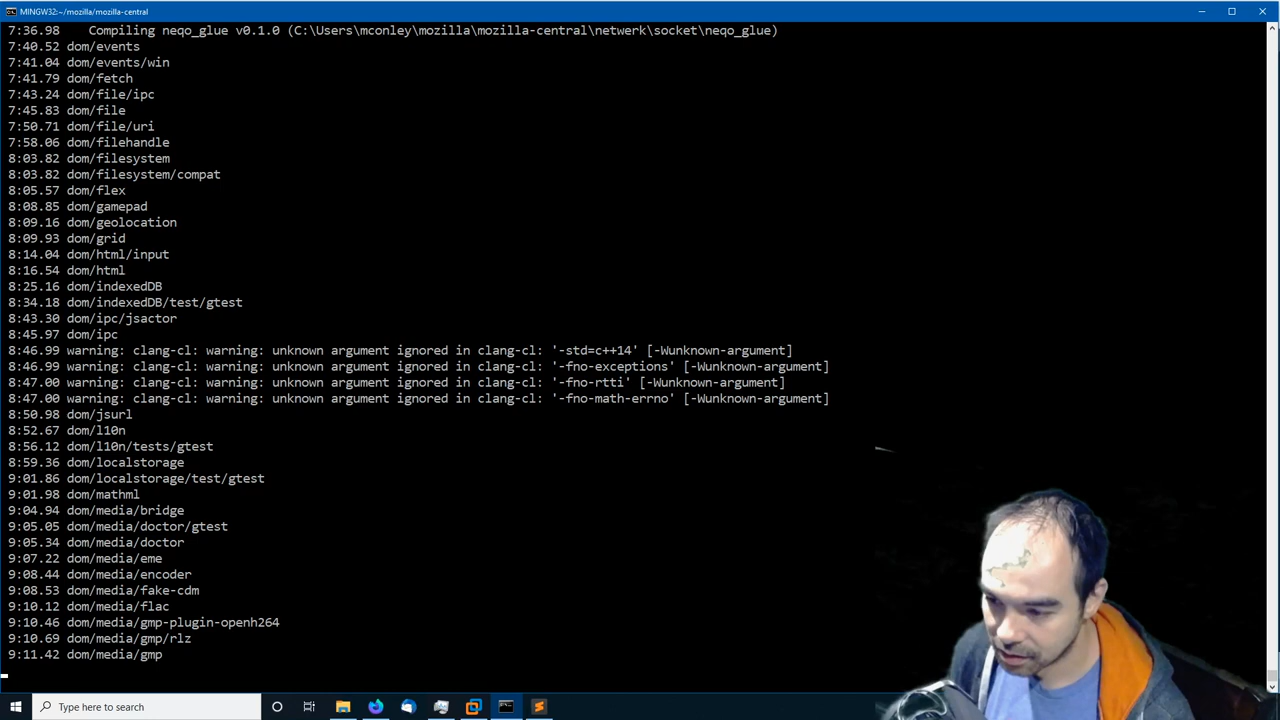 MINGW32:~/mozilla/mozilla-central
7:36.98    Compiling neqo_glue v0.1.0 (C:\Users\mconley\mozilla\mozilla-central\netwerk\socket\neqo_glue)
7:40.52 dom/events
7:41.04 dom/events/win
7:41.79 dom/fetch
7:43.24 dom/file/ipc
7:45.83 dom/file
7:50.71 dom/file/uri
7:58.06 dom/filehandle
8:03.82 dom/filesystem
8:03.82 dom/filesystem/compat
8:05.57 dom/flex
8:08.85 dom/gamepad
8:09.16 dom/geolocation
8:09.93 dom/grid
8:14.04 dom/html/input
8:16.54 dom/html
8:25.16 dom/indexedDB
8:34.18 dom/indexedDB/test/gtest
8:43.30 dom/ipc/jsactor
8:45.97 dom/ipc
8:46.99 warning: clang-cl: warning: unknown argument ignored in clang-cl: '-std=c++14' [-Wunknown-argument]
8:46.99 warning: clang-cl: warning: unknown argument ignored in clang-cl: '-fno-exceptions' [-Wunknown-argument]
8:47.00 warning: clang-cl: warning: unknown argument ignored in clang-cl: '-fno-rtti' [-Wunknown-argument]
8:47.00 warning: clang-cl: warning: unknown argument ignored in clang-cl: '-fno-math-errno' [-Wunknown-argument]
8:50.98 dom/jsurl
8:52.67 dom/l10n
8:56.12 dom/l10n/tests/gtest
8:59.36 dom/localstorage
9:01.86 dom/localstorage/test/gtest
9:01.98 dom/mathml
9:04.94 dom/media/bridge
9:05.05 dom/media/doctor/gtest
9:05.34 dom/media/doctor
9:07.22 dom/media/eme
9:08.44 dom/media/encoder
9:08.53 dom/media/fake-cdm
9:10.12 dom/media/flac
9:10.46 dom/media/gmp-plugin-openh264
9:10.69 dom/media/gmp/rlz
9:11.42 dom/media/gmp
Type here to search